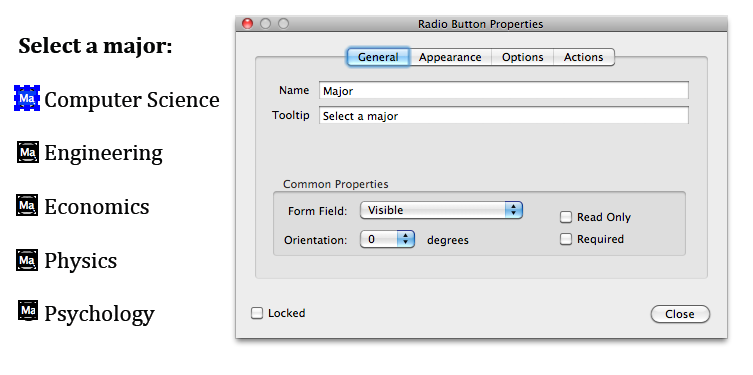 Select a major:
Ma Computer Science
Ma Engineering
Ma Economics
Ma Physics
Ma Psychology
Radio Button Properties
General Appearance Options Actions
Name Major
Tooltip Select a major
Common Properties
Form Field: Visible
Read Only
Orientation: 0 degrees
Required
Locked
Close